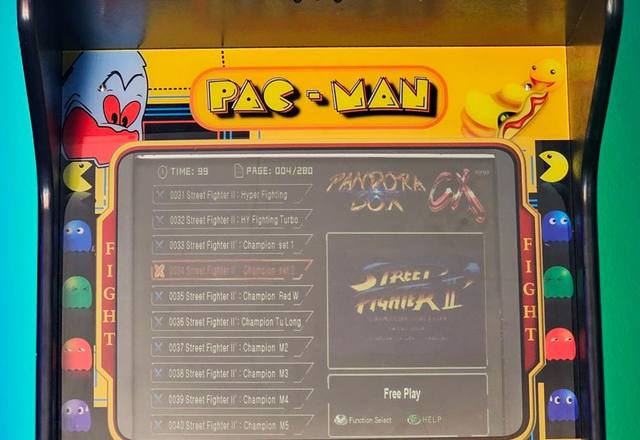 PAC-MAN
TIME: 99 PAGE: 004/280
PANDORA BOX CX
0031 Street Fighter II : Hyper Fighting
0032 Street Fighter II : HY Fighting Turbo
0033 Street Fighter II' : Champion set 1
0034 Street Fighter II' : Champion set 2
0035 Street Fighter II' : Champion Red W
0036 Street Fighter II' : Champion Tu Long
0037 Street Fighter II' : Champion M2
0038 Street Fighter II' : Champion M3
0039 Street Fighter II' : Champion M4
0040 Street Fighter II' : Champion M5
STREET
FIGHTER II'
Free Play
Function Select HELP
FIGHT
FIGHT